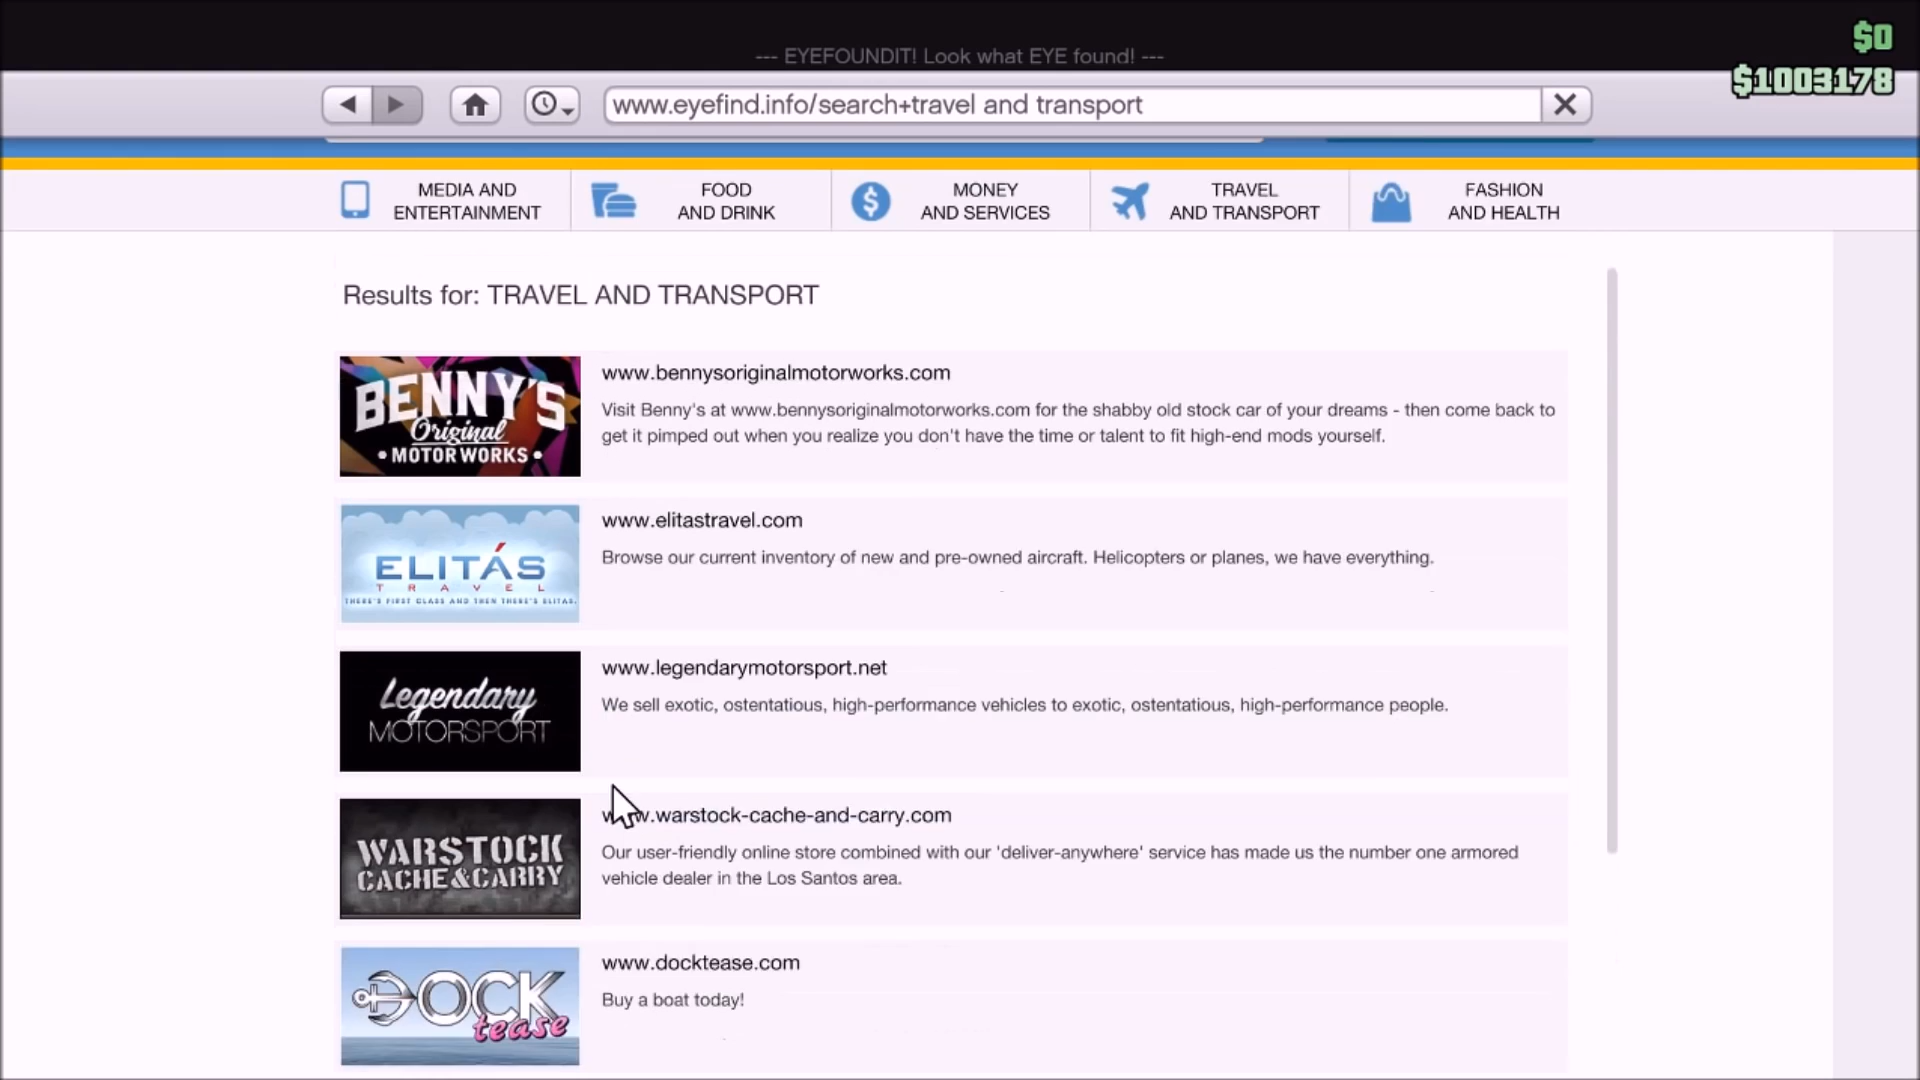 $0
--- EYEFOUNDIT! Look what EYE found! ---
$1003178
www.eyefind.info/search+travel and transport
MEDIA AND
ENTERTAINMENT
FOOD
AND DRINK
MONEY
AND SERVICES
TRAVEL
AND TRANSPORT
FASHION
AND HEALTH
Results for: TRAVEL AND TRANSPORT
BENNY'S
Original
• MOTOR WORKS •
www.bennysoriginalmotorworks.com
Visit Benny's at www.bennysoriginalmotorworks.com for the shabby old stock car of your dreams - then come back to
get it pimped out when you realize you don't have the time or talent to fit high-end mods yourself.
ELITÁS
TRAVEL
THERE'S FIRST CLASS AND THEN THERE'S ELITAS.
www.elitastravel.com
Browse our current inventory of new and pre-owned aircraft. Helicopters or planes, we have everything.
Legendary
MOTORSPORT
www.legendarymotorsport.net
We sell exotic, ostentatious, high-performance vehicles to exotic, ostentatious, high-performance people.
WARSTOCK
CACHE&CARRY
www.warstock-cache-and-carry.com
Our user-friendly online store combined with our 'deliver-anywhere' service has made us the number one armored
vehicle dealer in the Los Santos area.
DOCK
tease
www.docktease.com
Buy a boat today!